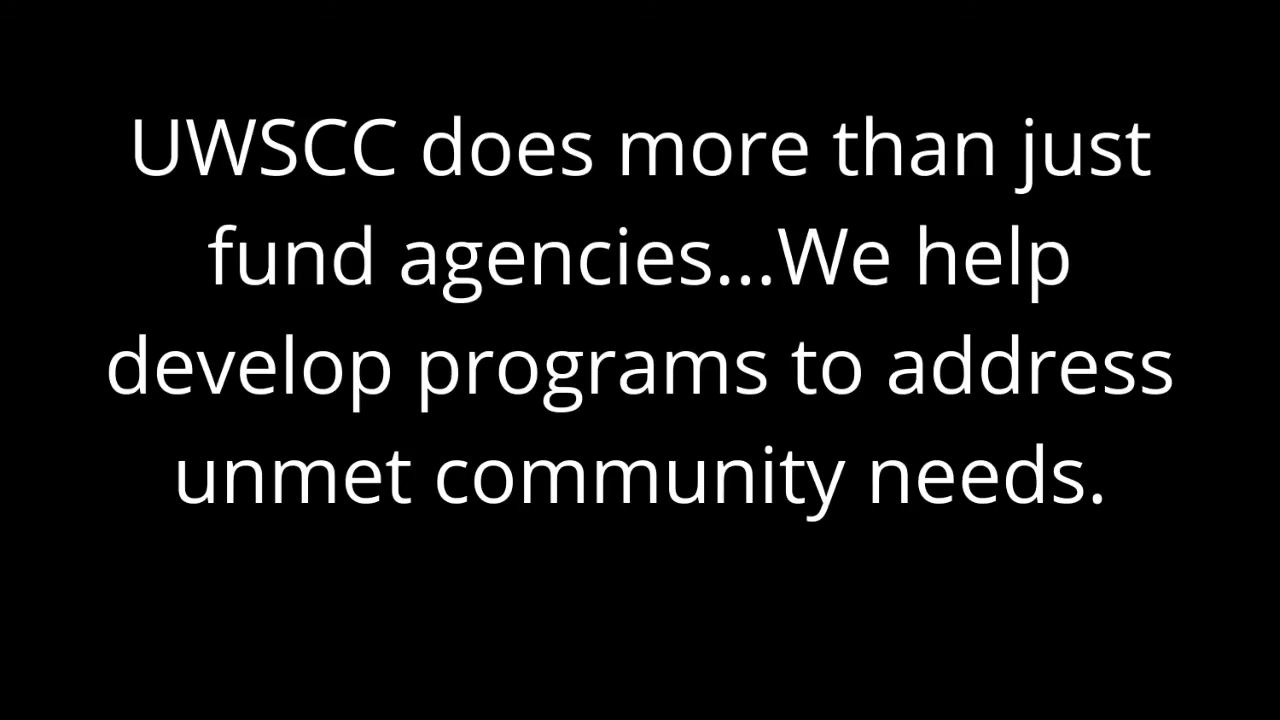 UWSCC does more than just
fund agencies...We help
develop programs to address
unmet community needs.